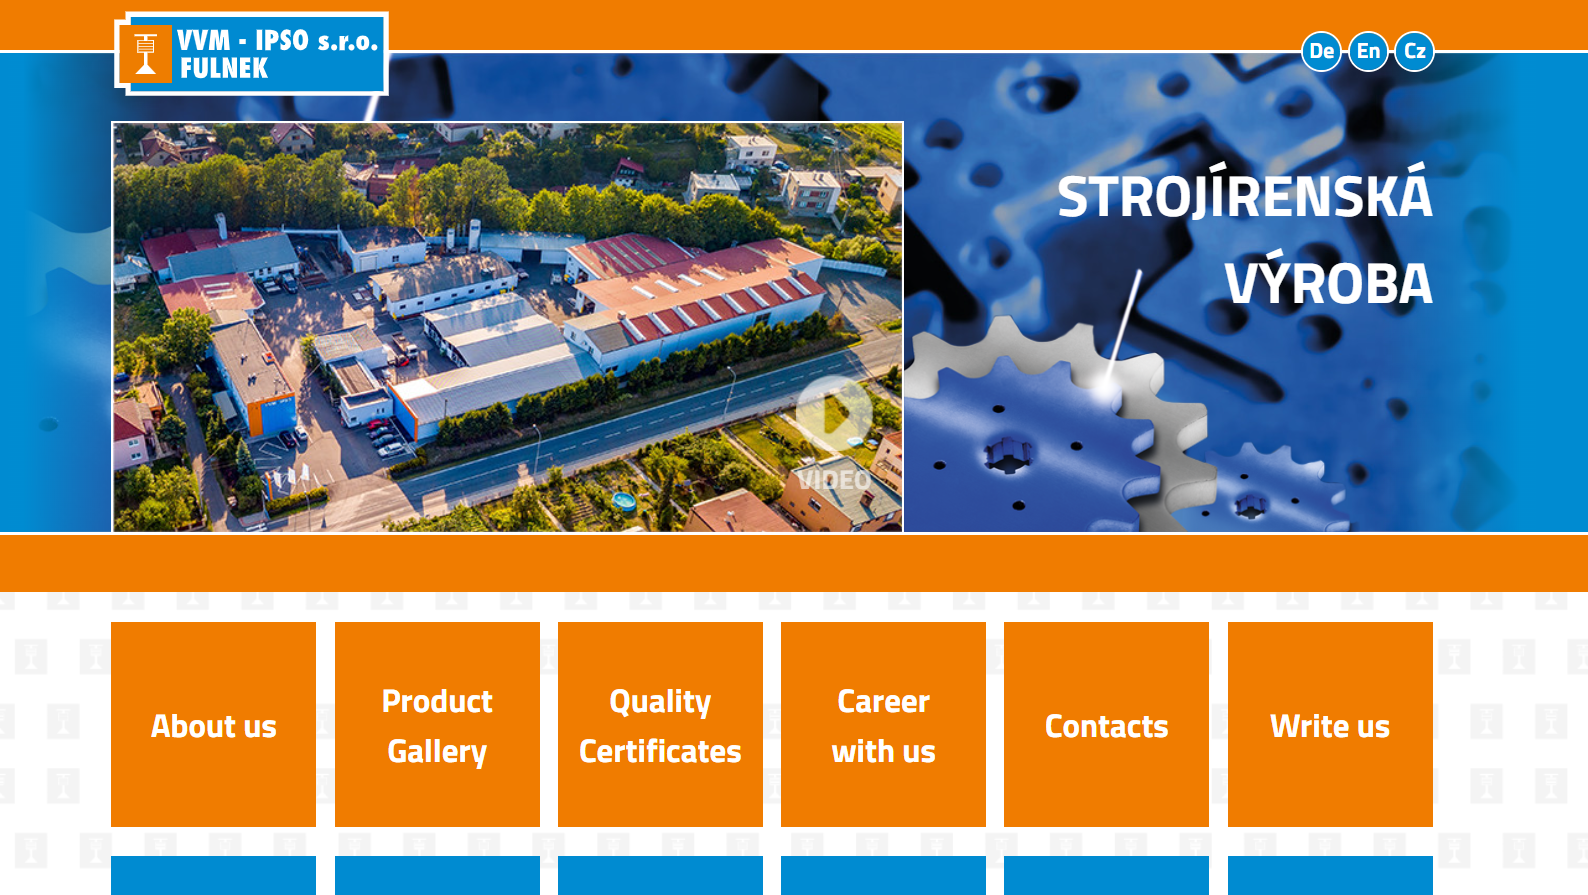 VVM - IPSO s.r.o.
FULNEK
De En Cz
STROJÍRENSKÁ
VÝROBA
VIDEO
About us
Product
Gallery
Quality
Certificates
Career
with us
Contacts
Write us